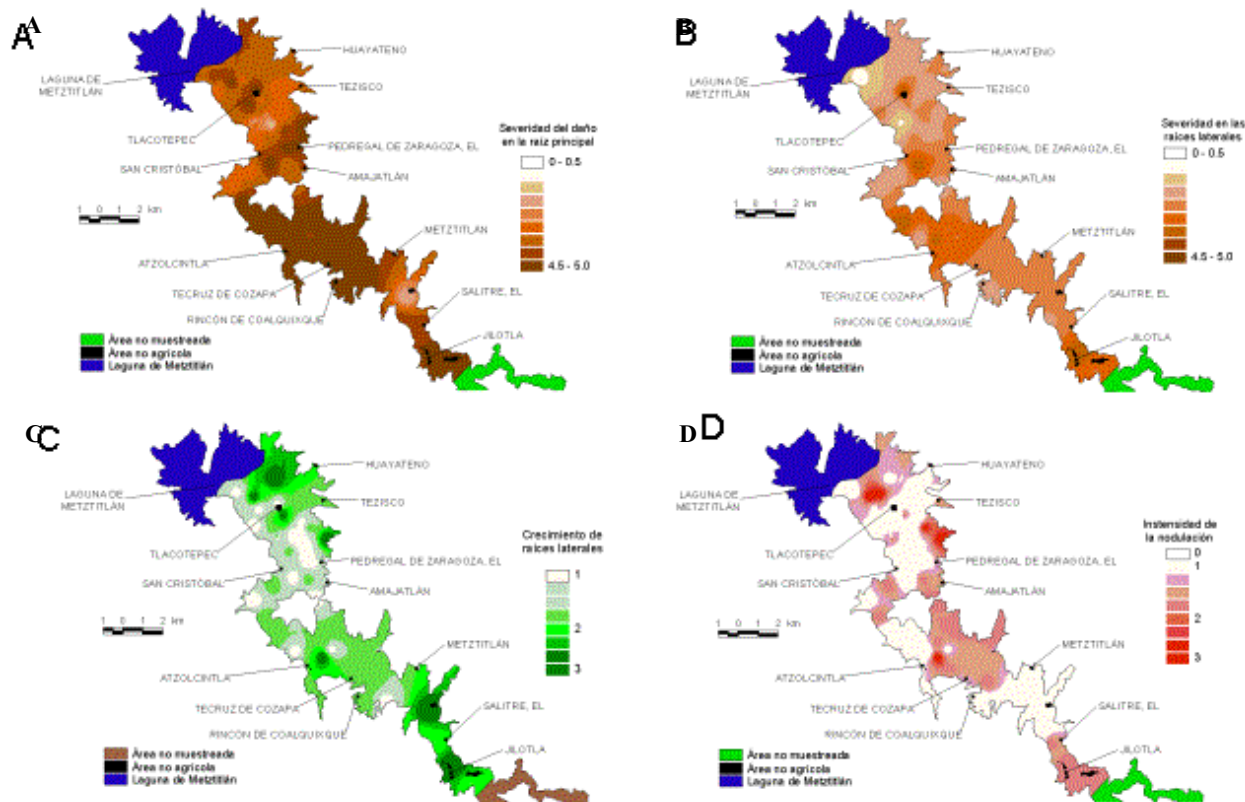 A A
HUAYATENO
LAGUNA DE
METZTITLÁN
TEZISCO
TLACOTEPEC
Severidad del daño
en la raíz principal
0 - 0.5
4.5 - 5.0
PEDREGAL DE ZARAGOZA, EL
SAN CRISTÓBAL
AMAJATLÁN
1 0 1 2 km
METZTITLÁN
ATZOLCINTLA
TECRUZ DE COZAPA
SALITRE, EL
RINCÓN DE COALQUIXQUE
JILOTLA
Área no muestreada
Área no agrícola
Laguna de Metztitlán
B B
HUAYATENO
LAGUNA DE
METZTITLÁN
TEZISCO
TLACOTEPEC
Severidad en las
raíces laterales
0 - 0.5
4.5 - 5.0
PEDREGAL DE ZARAGOZA, EL
SAN CRISTÓBAL
AMAJATLÁN
1 0 1 2 km
METZTITLÁN
ATZOLCINTLA
TECRUZ DE COZAPA
SALITRE, EL
RINCÓN DE COALQUIXQUE
JILOTLA
Área no muestreada
Área no agrícola
Laguna de Metztitlán
C C
HUAYATENO
LAGUNA DE
METZTITLÁN
TEZISCO
TLACOTEPEC
Crecimiento de
raíces laterales
1
2
3
PEDREGAL DE ZARAGOZA, EL
SAN CRISTÓBAL
AMAJATLÁN
1 0 1 2 km
METZTITLÁN
ATZOLCINTLA
TECRUZ DE COZAPA
SALITRE, EL
RINCÓN DE COALQUIXQUE
JILOTLA
Área no muestreada
Área no agrícola
Laguna de Metztitlán
D D
HUAYATENO
LAGUNA DE
METZTITLÁN
TEZISCO
TLACOTEPEC
Instensidad de
la nodulación
0
1
2
3
PEDREGAL DE ZARAGOZA, EL
SAN CRISTÓBAL
AMAJATLÁN
1 0 1 2 km
METZTITLÁN
ATZOLCINTLA
TECRUZ DE COZAPA
SALITRE, EL
RINCÓN DE COALQUIXQUE
JILOTLA
Área no muestreada
Área no agrícola
Laguna de Metztitlán